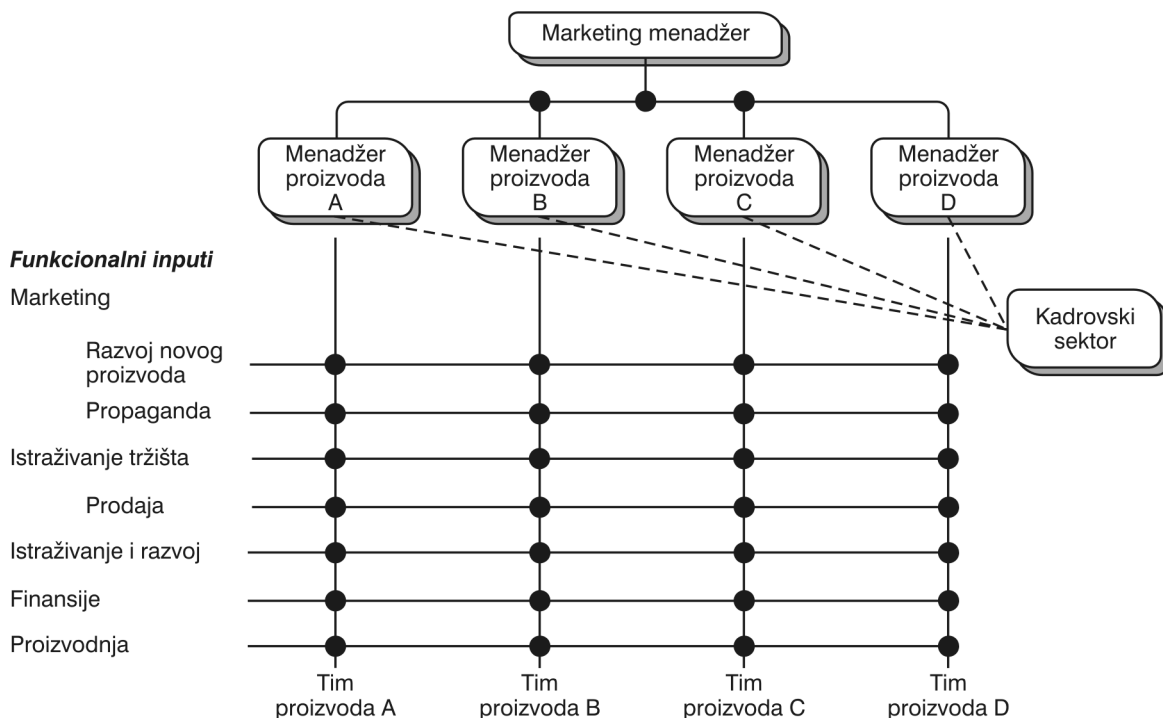 Marketing menadžer
Menadžer
proizvoda
A
Menadžer
proizvoda
B
Menadžer
proizvoda
C
Menadžer
proizvoda
D
Funkcionalni inputi
Marketing
Kadrovski
sektor
Razvoj novog
proizvoda
Propaganda
Istraživanje tržišta
Prodaja
Istraživanje i razvoj
Finansije
Proizvodnja
Tim
proizvoda A
Tim
proizvoda B
Tim
proizvoda C
Tim
proizvoda D